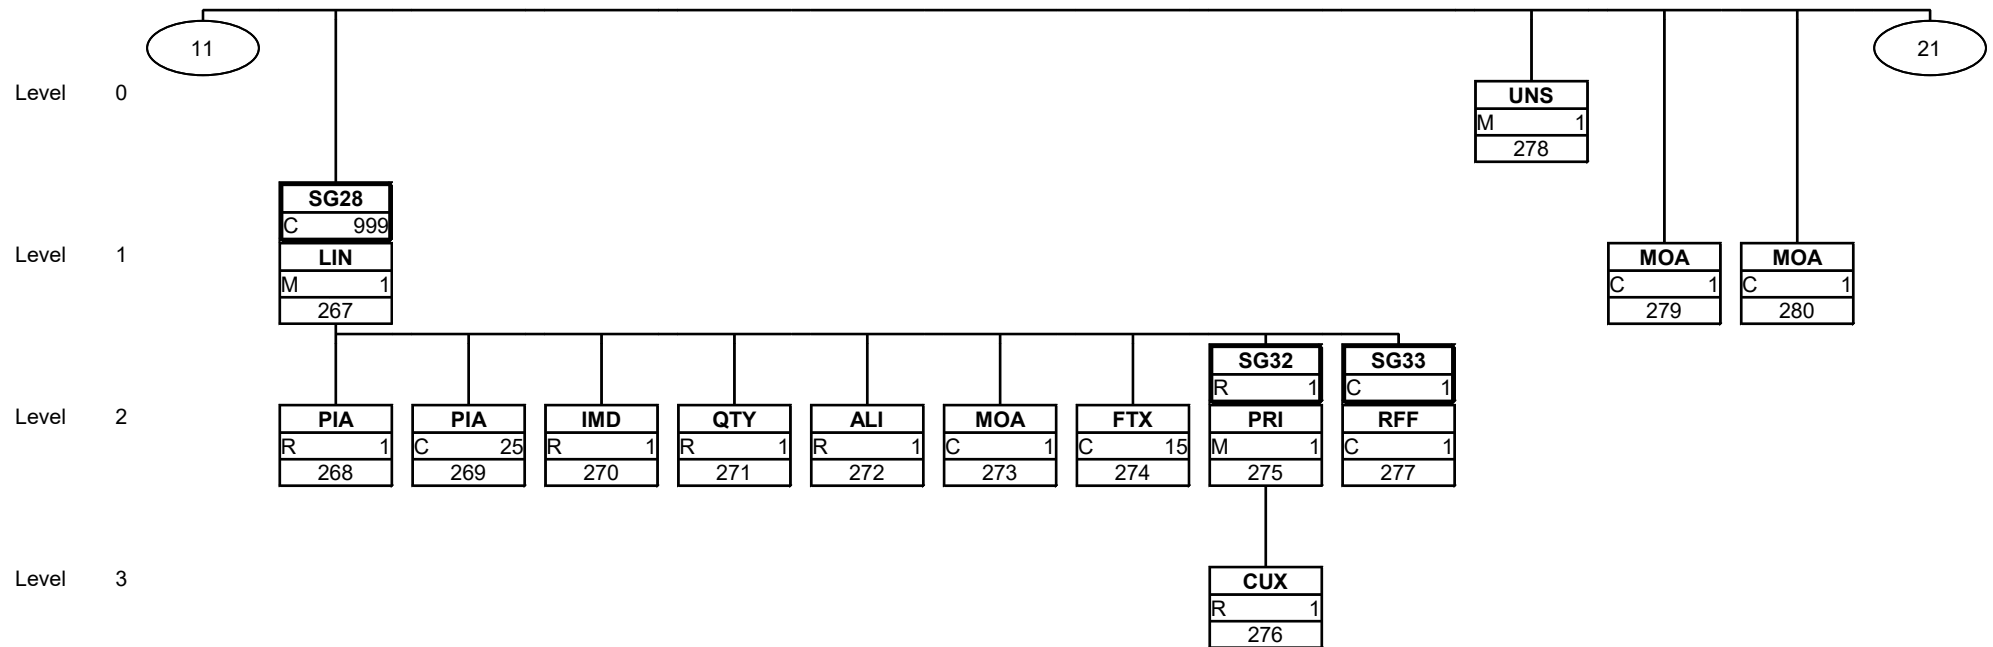 11
21
Level 0
UNS
M 1
278
SG28
C 999
Level 1
LIN
M 1
267
MOA
C 1
279
MOA
C 1
280
SG32
R 1
SG33
C 1
Level 2
PIA
R 1
268
PIA
C 25
269
IMD
R 1
270
QTY
R 1
271
ALI
R 1
272
MOA
C 1
273
FTX
C 15
274
PRI
M 1
275
RFF
C 1
277
Level 3
CUX
R 1
276